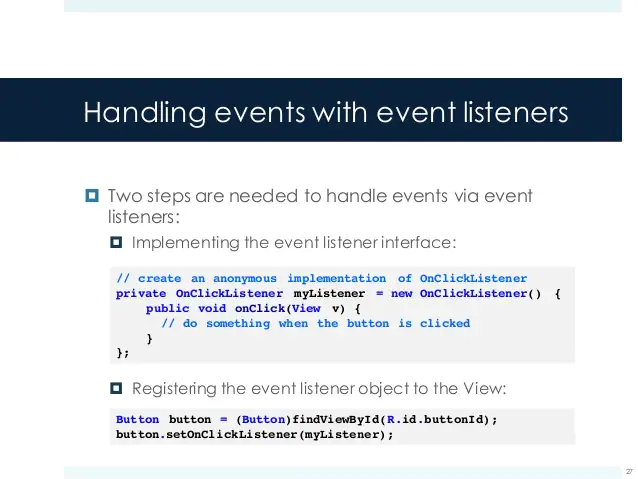 Handling events with event listeners
Two steps are needed to handle events via event
listeners:
Implementing the event listener interface:
// create an anonymous implementation of OnClickListener
private OnClickListener myListener = new OnClickListener() {
    public void onClick(View v) {
      // do something when the button is clicked
    }
};
Registering the event listener object to the View:
Button button = (Button)findViewById(R.id.buttonId);
button.setOnClickListener(myListener);
27